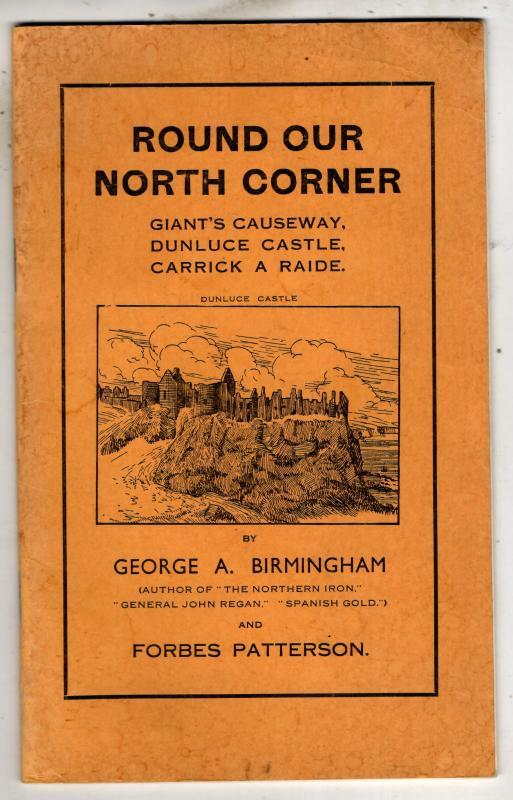 ROUND OUR
NORTH CORNER
GIANT'S CAUSEWAY,
DUNLUCE CASTLE,
CARRICK A RAIDE.
DUNLUCE CASTLE
BY
GEORGE A. BIRMINGHAM
(AUTHOR OF "THE NORTHERN IRON,"
"GENERAL JOHN REGAN," "SPANISH GOLD.")
AND
FORBES PATTERSON.